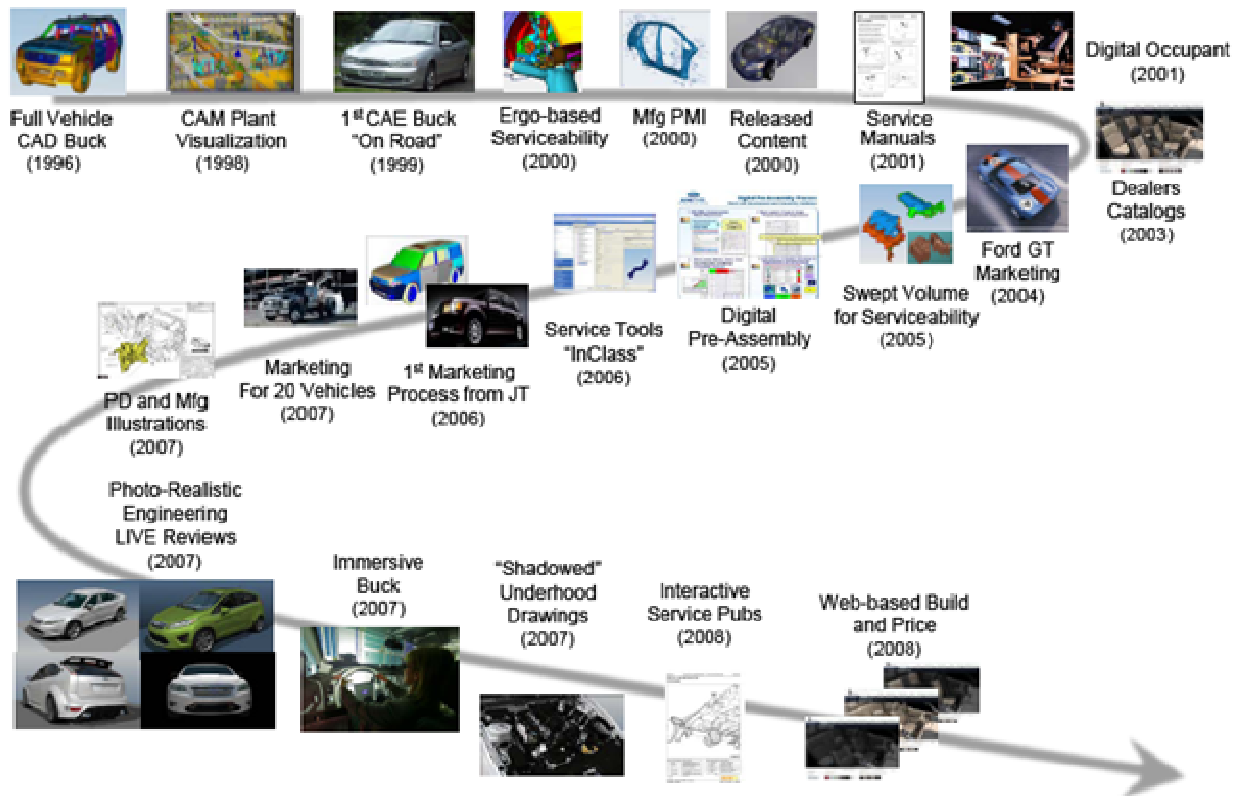 Full Vehicle
CAD Buck
(1996)
CAM Plant
Visualization
(1998)
1st CAE Buck
“On Road”
(1999)
Ergo-based
Serviceability
(2000)
Mfg PMI
(2000)
Released
Content
(2000)
Service
Manuals
(2001)
Digital Occupant
(2001)
Dealers
Catalogs
(2003)
Ford GT
Marketing
(2004)
Swept Volume
for Serviceability
(2005)
Digital Pre-Assembly Process
Digital
Pre-Assembly
(2005)
Service Tools
“InClass”
(2006)
1st Marketing
Process from JT
(2006)
Marketing
For 20 Vehicles
(2007)
PD and Mfg
Illustrations
(2007)
Photo-Realistic
Engineering
LIVE Reviews
(2007)
Immersive
Buck
(2007)
“Shadowed”
Underhood
Drawings
(2007)
Interactive
Service Pubs
(2008)
Web-based Build
and Price
(2008)